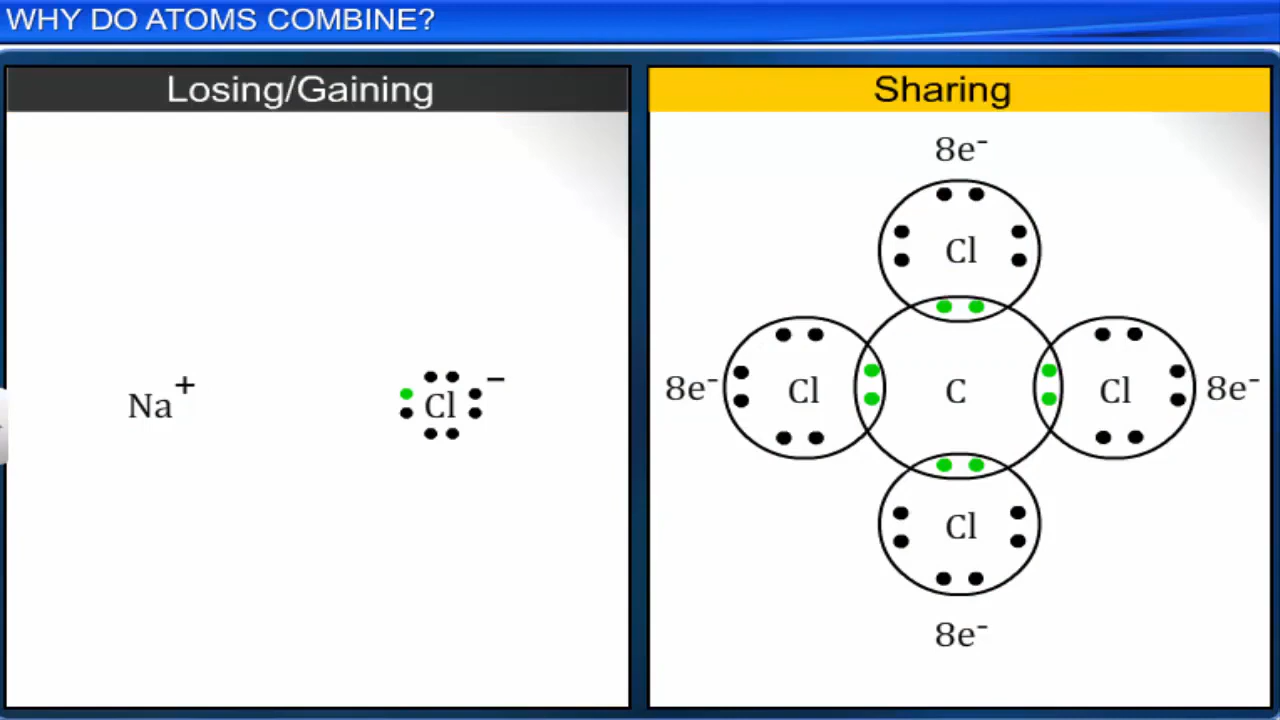 WHY DO ATOMS COMBINE?
Losing/Gaining
Na+
Cl−
Sharing
8e−
Cl
8e− Cl C Cl 8e−
Cl
8e−